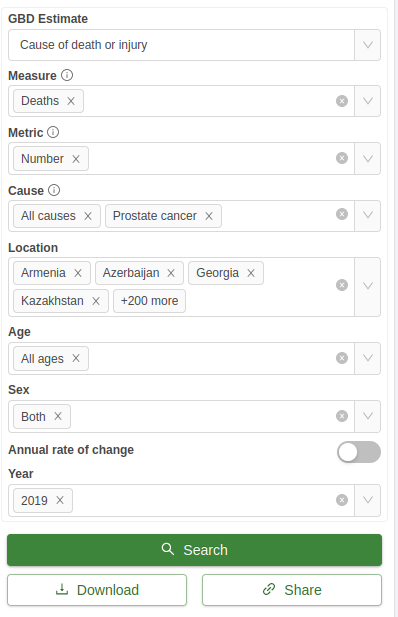 GBD Estimate
Cause of death or injury
Measure
Deaths
Metric
Number
Cause
All causes Prostate cancer
Location
Armenia Azerbaijan Georgia
Kazakhstan +200 more
Age
All ages
Sex
Both
Annual rate of change
Year
2019
Search
Download Share